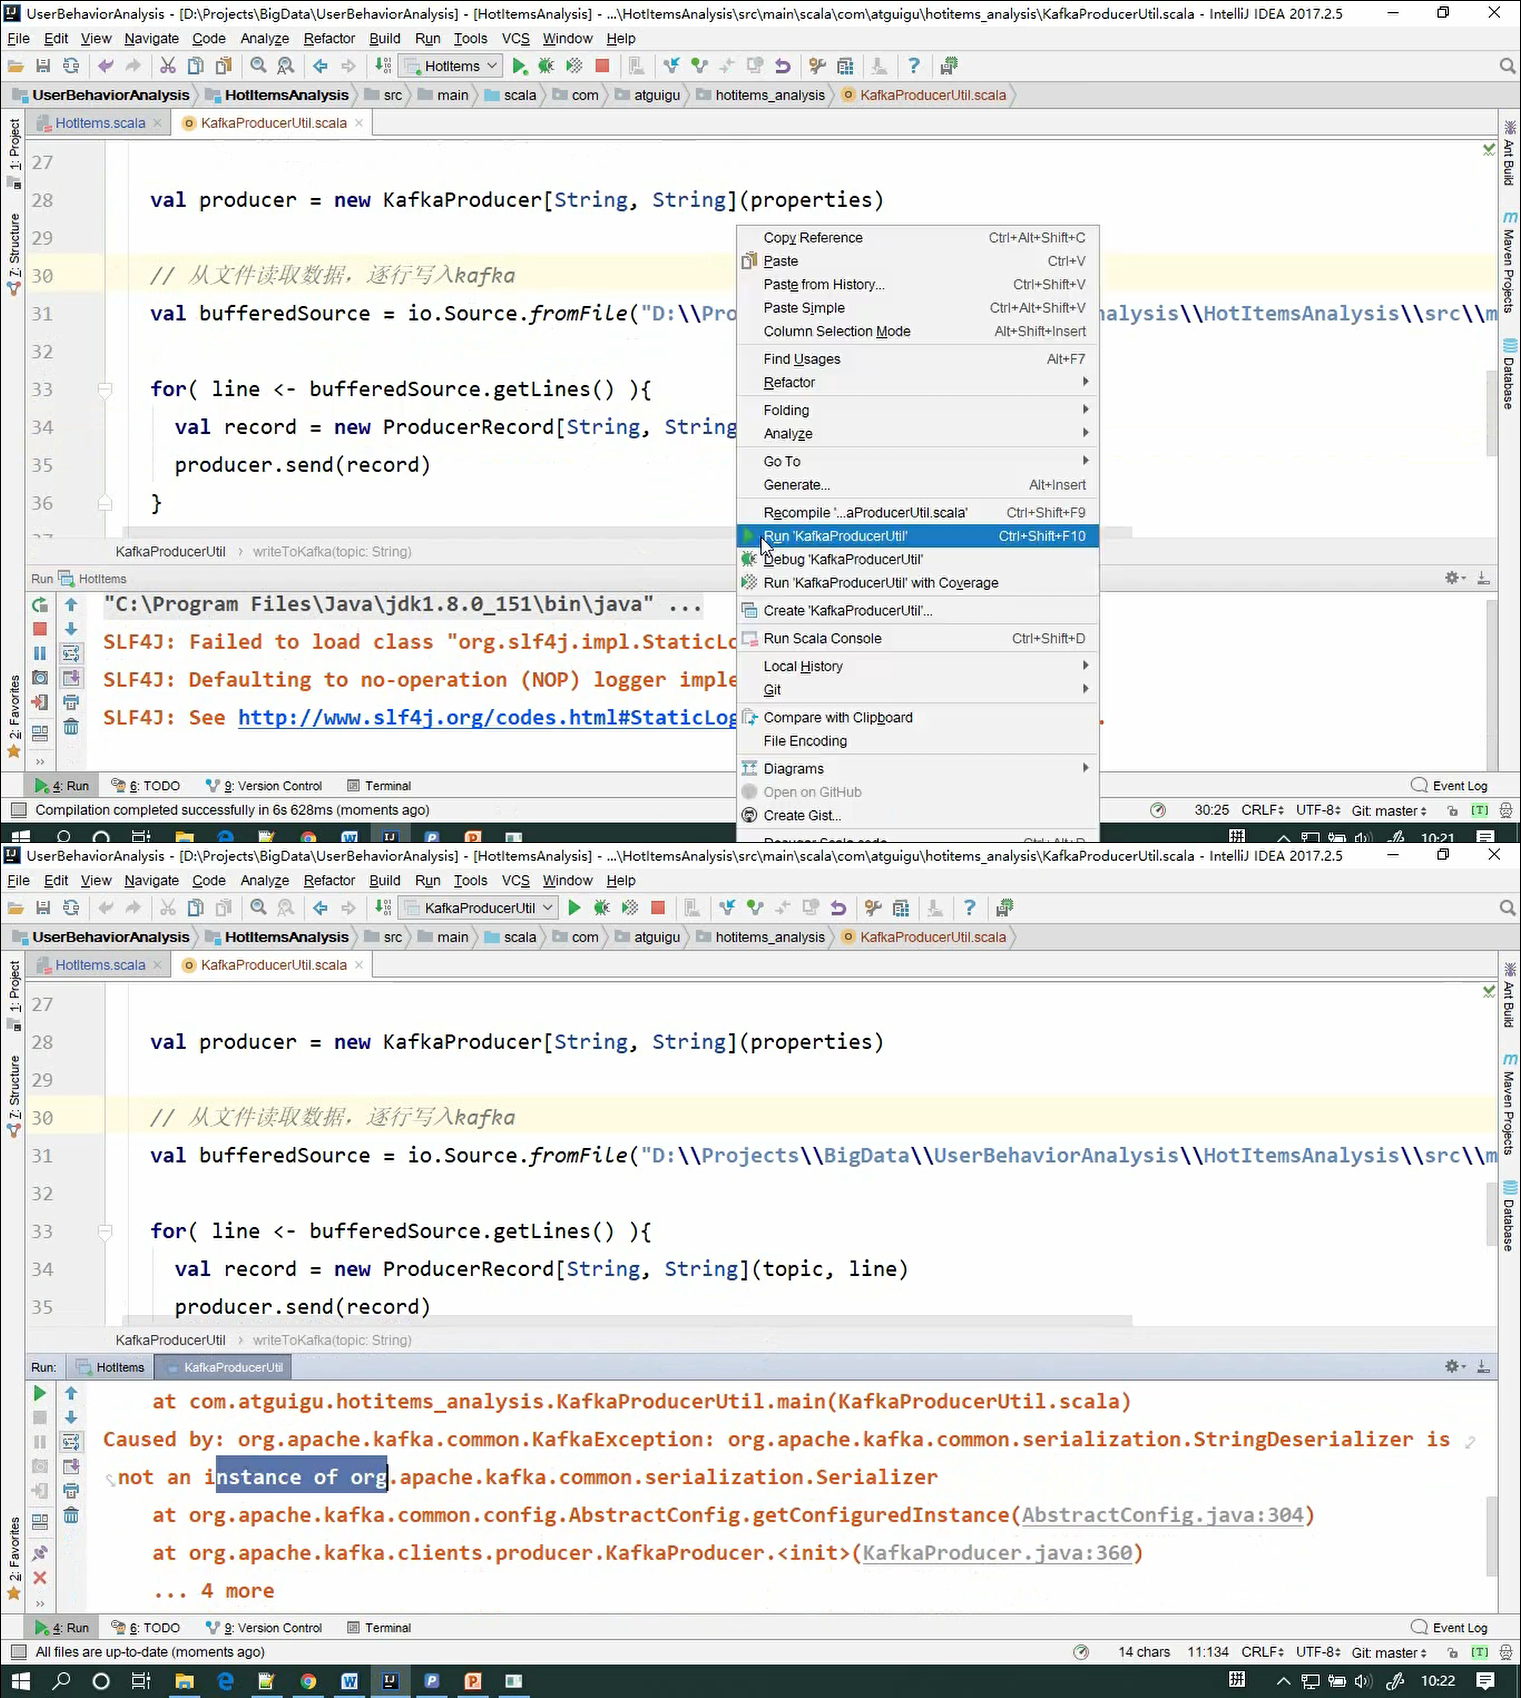 UserBehaviorAnalysis - [D:\Projects\BigData\UserBehaviorAnalysis] - [HotItemsAnalysis] - ...\HotItemsAnalysis\src\main\scala\com\atguigu\hotitems_analysis\KafkaProducerUtil.scala - IntelliJ IDEA 2017.2.5
File Edit View Navigate Code Analyze Refactor Build Run Tools VCS Window Help
HotItems
UserBehaviorAnalysis HotItemsAnalysis src main scala com atguigu hotitems_analysis KafkaProducerUtil.scala
HotItems.scala KafkaProducerUtil.scala
1: Project
7: Structure
2: Favorites
Ant Build
Maven Projects
Database
27
28 val producer = new KafkaProducer[String, String](properties)
29
30 // 从文件读取数据，逐行写入kafka
31 val bufferedSource = io.Source.fromFile("D:\\Pro nalysis\\HotItemsAnalysis\\src\\m
32
33 for( line <- bufferedSource.getLines() ){
34 val record = new ProducerRecord[String, String
35 producer.send(record)
36 }
KafkaProducerUtil writeToKafka(topic: String)
Copy Reference Ctrl+Alt+Shift+C
Paste Ctrl+V
Paste from History... Ctrl+Shift+V
Paste Simple Ctrl+Alt+Shift+V
Column Selection Mode Alt+Shift+Insert
Find Usages Alt+F7
Refactor
Folding
Analyze
Go To
Generate... Alt+Insert
Recompile '...aProducerUtil.scala' Ctrl+Shift+F9
Run 'KafkaProducerUtil' Ctrl+Shift+F10
Debug 'KafkaProducerUtil'
Run 'KafkaProducerUtil' with Coverage
Create 'KafkaProducerUtil'...
Run Scala Console Ctrl+Shift+D
Local History
Git
Compare with Clipboard
File Encoding
Diagrams
Open on GitHub
Create Gist...
Run HotItems
"C:\Program Files\Java\jdk1.8.0_151\bin\java" ...
SLF4J: Failed to load class "org.slf4j.impl.StaticLo
SLF4J: Defaulting to no-operation (NOP) logger imple
SLF4J: See http://www.slf4j.org/codes.html#StaticLog .
4: Run 6: TODO 9: Version Control Terminal Event Log
Compilation completed successfully in 6s 628ms (moments ago) 30:25 CRLF UTF-8 Git: master [T]
拼 10:21
UserBehaviorAnalysis - [D:\Projects\BigData\UserBehaviorAnalysis] - [HotItemsAnalysis] - ...\HotItemsAnalysis\src\main\scala\com\atguigu\hotitems_analysis\KafkaProducerUtil.scala - IntelliJ IDEA 2017.2.5
File Edit View Navigate Code Analyze Refactor Build Run Tools VCS Window Help
KafkaProducerUtil
UserBehaviorAnalysis HotItemsAnalysis src main scala com atguigu hotitems_analysis KafkaProducerUtil.scala
HotItems.scala KafkaProducerUtil.scala
1: Project
7: Structure
2: Favorites
Ant Build
Maven Projects
Database
27
28 val producer = new KafkaProducer[String, String](properties)
29
30 // 从文件读取数据，逐行写入kafka
31 val bufferedSource = io.Source.fromFile("D:\\Projects\\BigData\\UserBehaviorAnalysis\\HotItemsAnalysis\\src\\m
32
33 for( line <- bufferedSource.getLines() ){
34 val record = new ProducerRecord[String, String](topic, line)
35 producer.send(record)
KafkaProducerUtil writeToKafka(topic: String)
Run: HotItems KafkaProducerUtil
at com.atguigu.hotitems_analysis.KafkaProducerUtil.main(KafkaProducerUtil.scala)
Caused by: org.apache.kafka.common.KafkaException: org.apache.kafka.common.serialization.StringDeserializer is
not an instance of org.apache.kafka.common.serialization.Serializer
at org.apache.kafka.common.config.AbstractConfig.getConfiguredInstance(AbstractConfig.java:304)
at org.apache.kafka.clients.producer.KafkaProducer.<init>(KafkaProducer.java:360)
... 4 more
4: Run 6: TODO 9: Version Control Terminal Event Log
All files are up-to-date (moments ago) 14 chars 11:134 CRLF UTF-8 Git: master [T]
拼 10:22